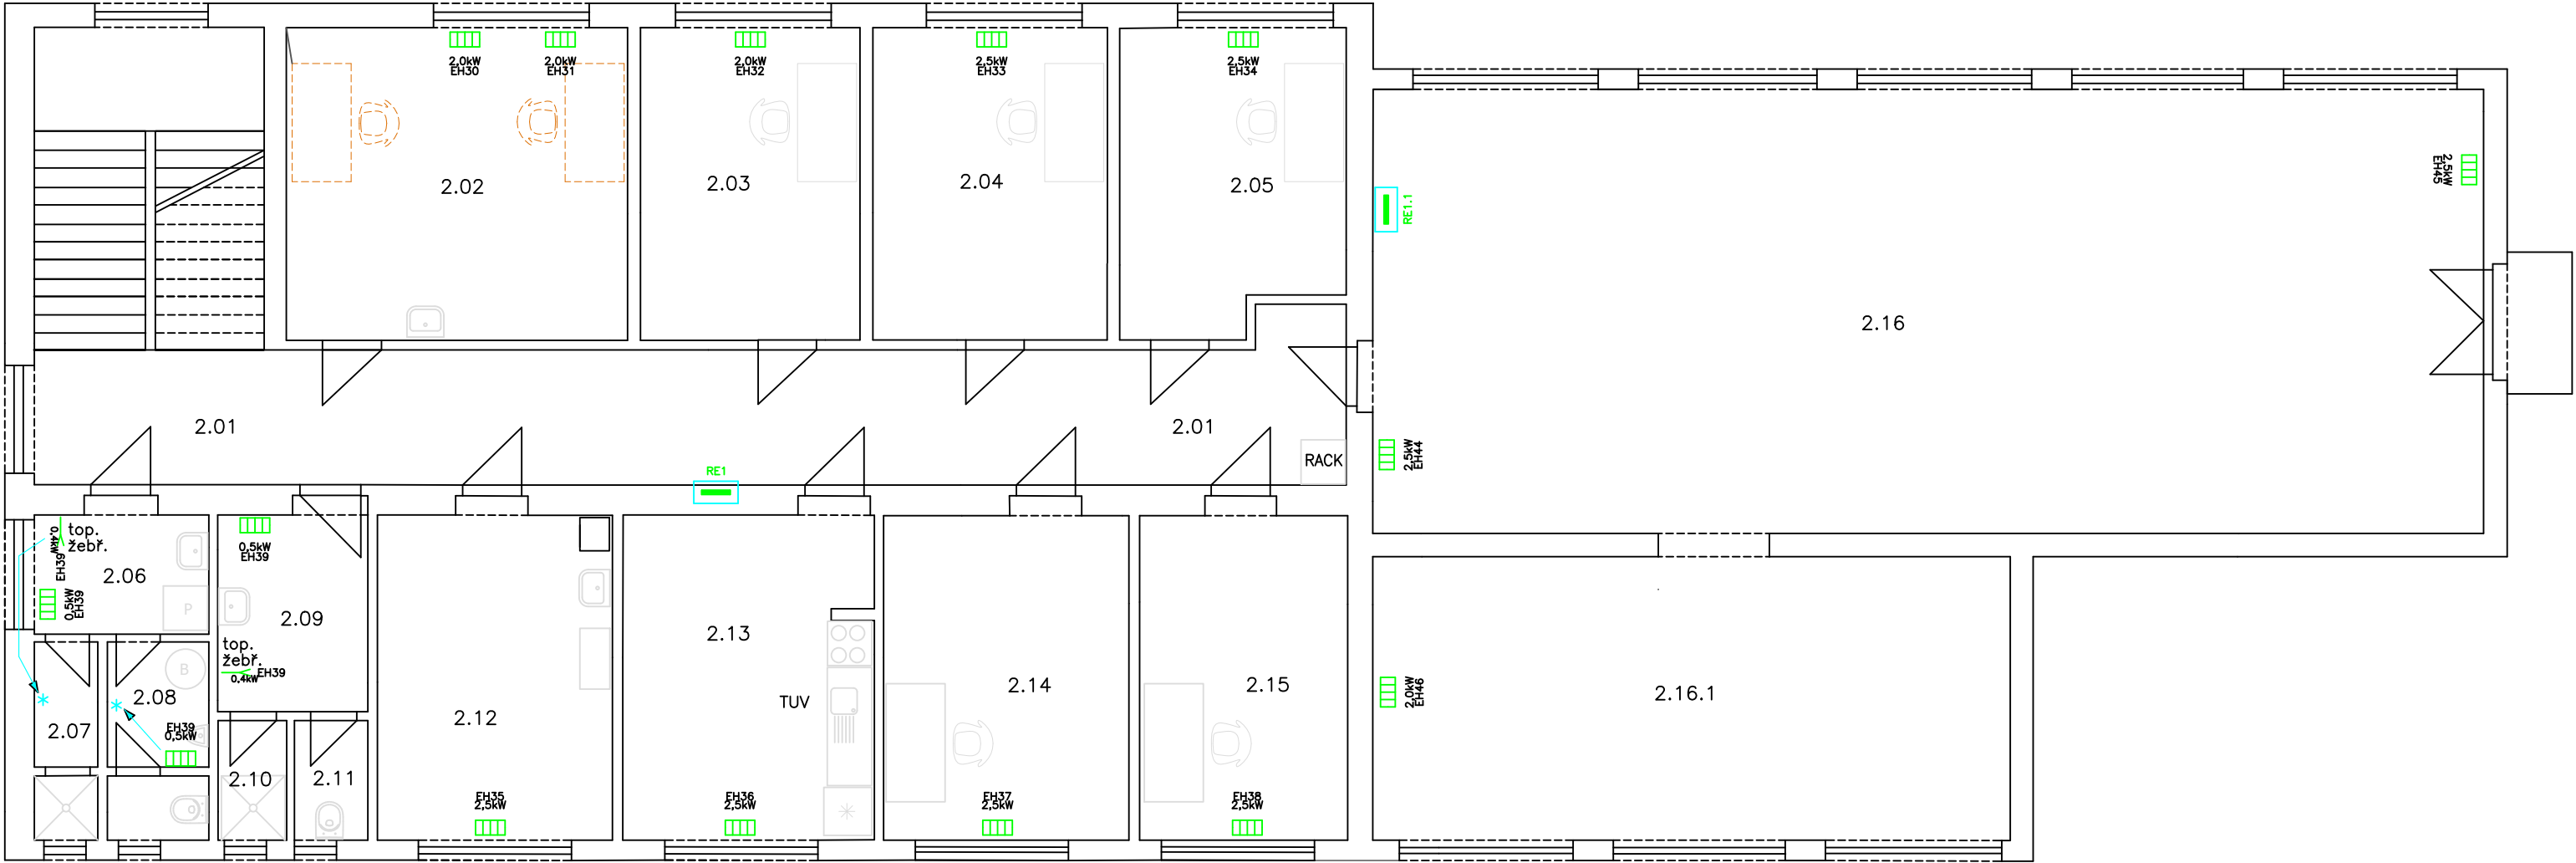 2,0kW
EH30
2,0kW
EH31
2,0kW
EH32
2,5kW
EH33
2,5kW
EH34
2.02
2.03
2.04
2.05
RE1.1
2,5kW
EH45
2.16
2.01
2.01
RACK
2,5kW
EH44
RE1
0,4kW
EH39
top.
žebř.
2.06
0,5kW
EH39
P
0,5kW
EH39
2.09
top.
žebř.
EH39
0,4kW
B
2.08
2.07
EH39
0,5kW
2.10
2.11
2.12
2.13
TUV
2.14
2.15
2,0kW
EH46
2.16.1
EH35
2,5kW
EH36
2,5kW
EH37
2,5kW
EH38
2,5kW